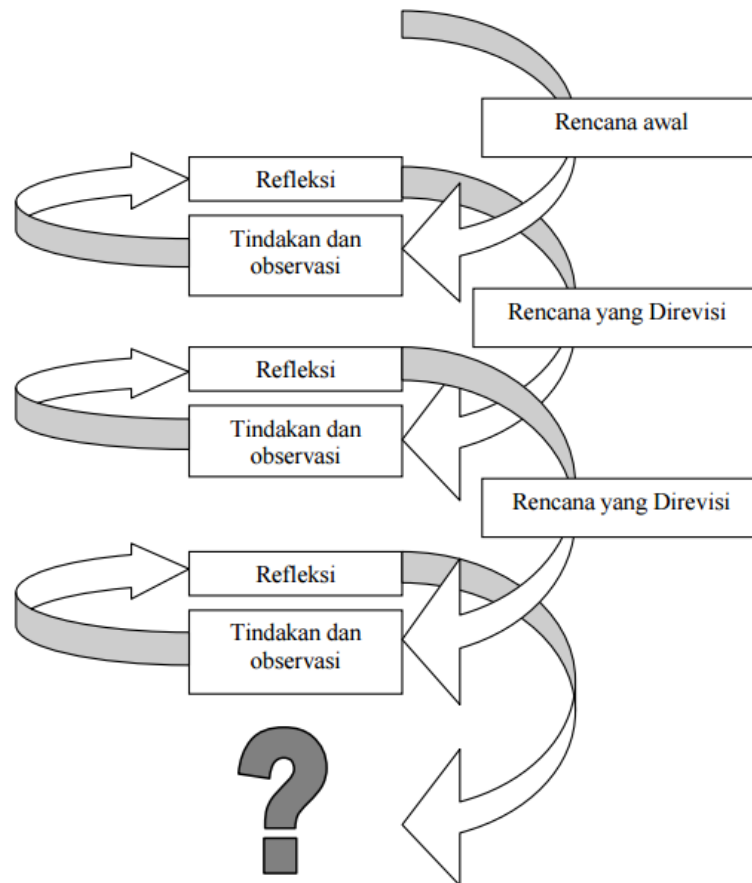 Rencana awal
Refleksi
Tindakan dan
observasi
Rencana yang Direvisi
Refleksi
Tindakan dan
observasi
Rencana yang Direvisi
Refleksi
Tindakan dan
observasi
?